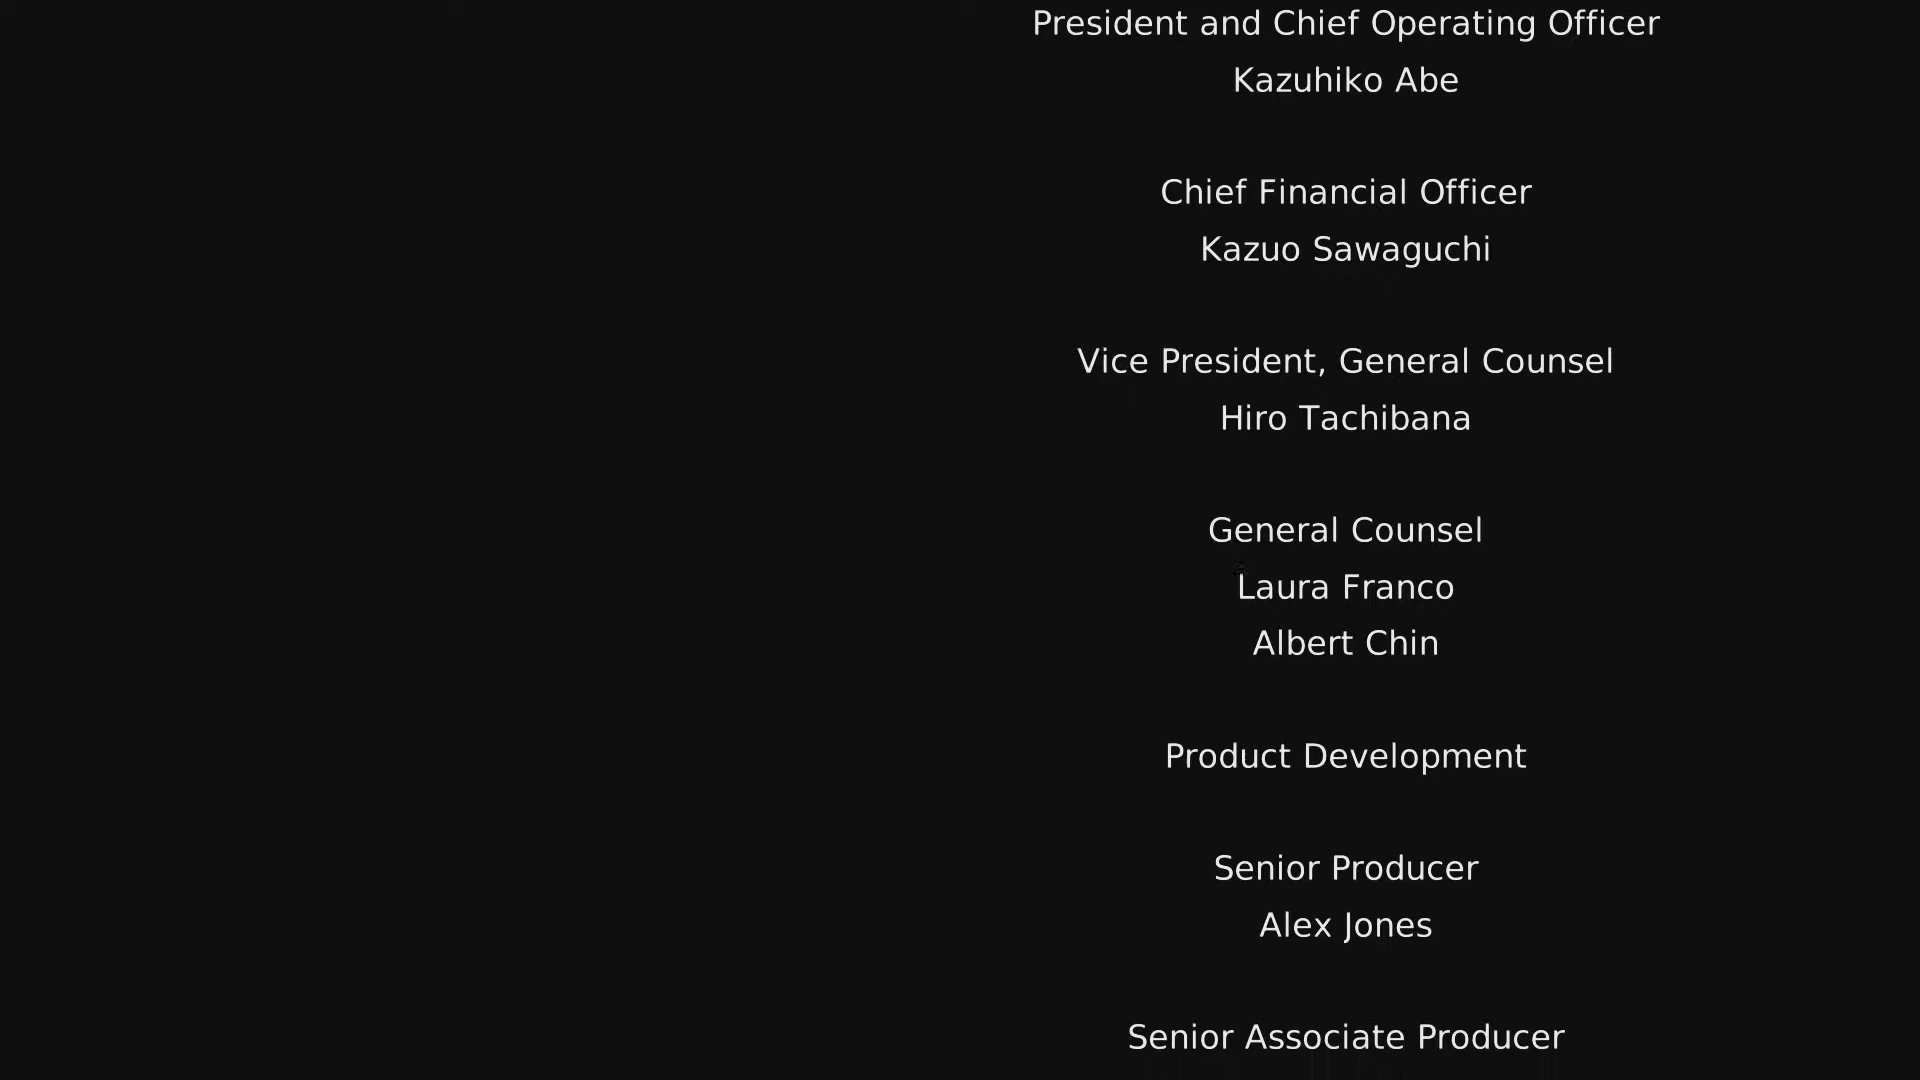 President and Chief Operating Officer
Kazuhiko Abe
Chief Financial Officer
Kazuo Sawaguchi
Vice President, General Counsel
Hiro Tachibana
General Counsel
Laura Franco
Albert Chin
Product Development
Senior Producer
Alex Jones
Senior Associate Producer